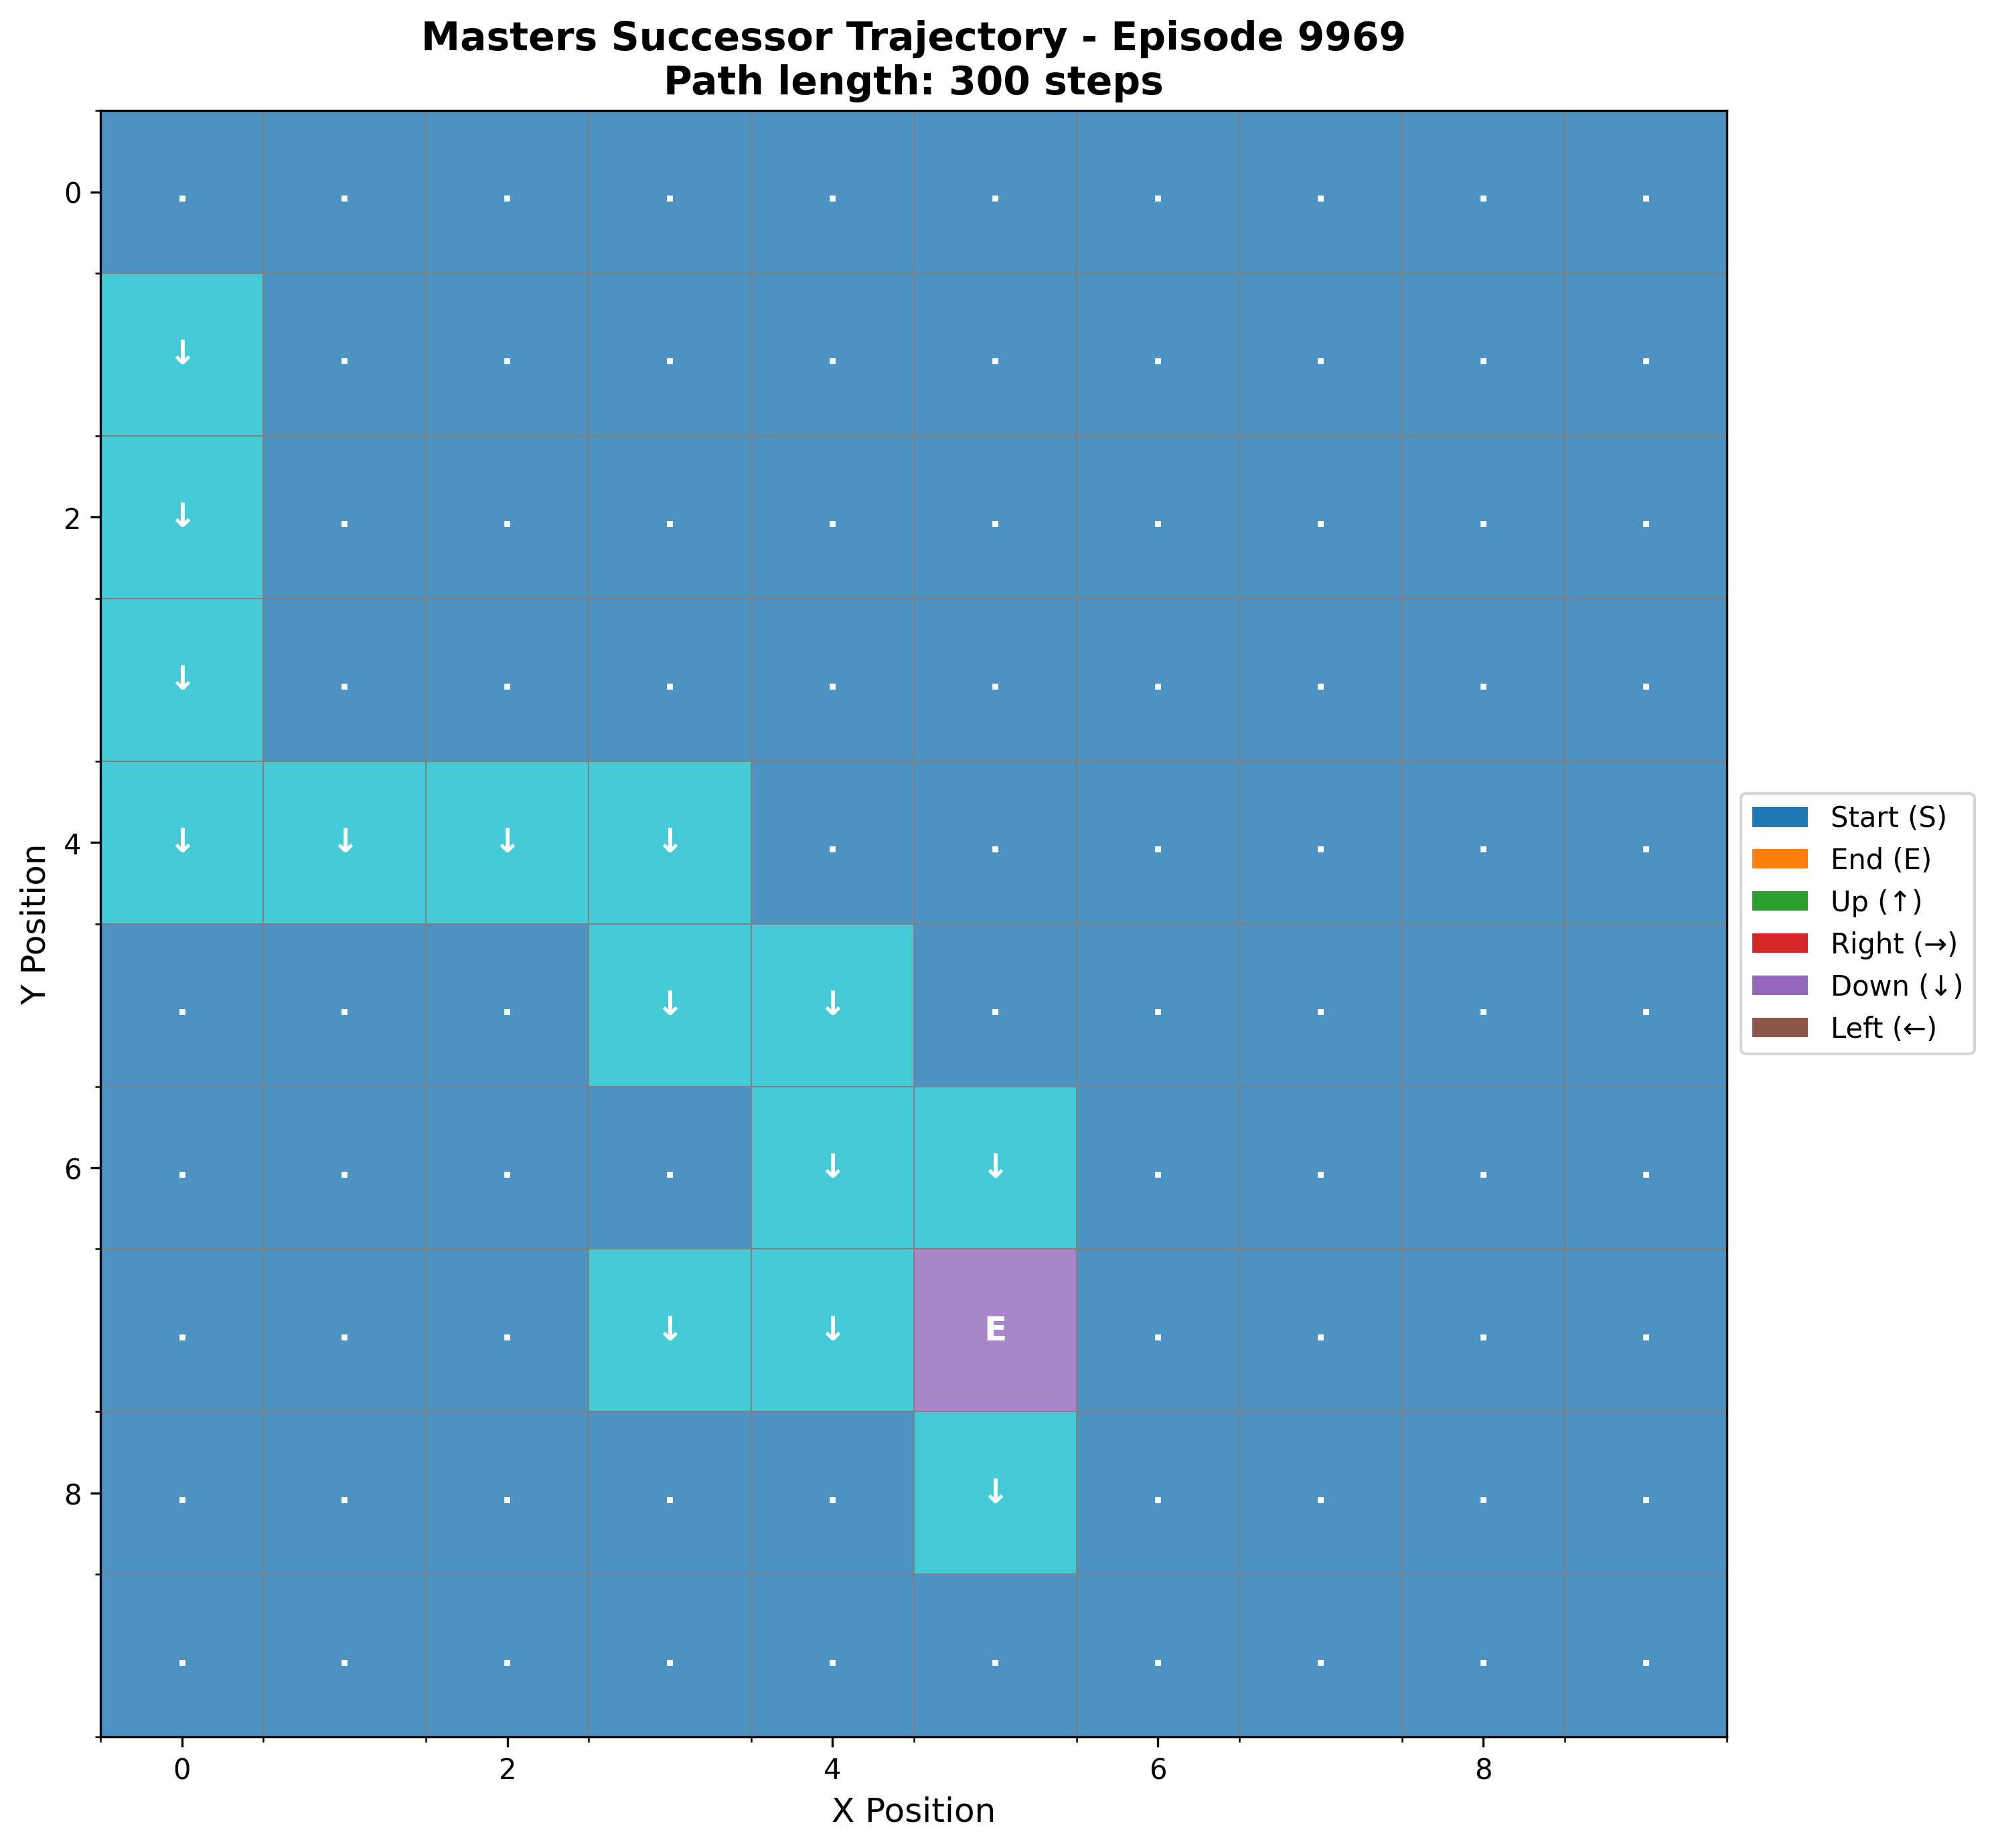 Masters Successor Trajectory - Episode 9969
Path length: 300 steps
0 . . . . . . . . . .
↓ . . . . . . . . .
2 ↓ . . . . . . . . .
↓ . . . . . . . . .
4 ↓ ↓ ↓ ↓ . . . . . .
. . . ↓ ↓ . . . . .
6 . . . . ↓ ↓ . . . .
. . . ↓ ↓ E . . . .
8 . . . . . ↓ . . . .
. . . . . . . . . .
0 2 4 6 8
X Position
Y Position
Start (S)
End (E)
Up (↑)
Right (→)
Down (↓)
Left (←)